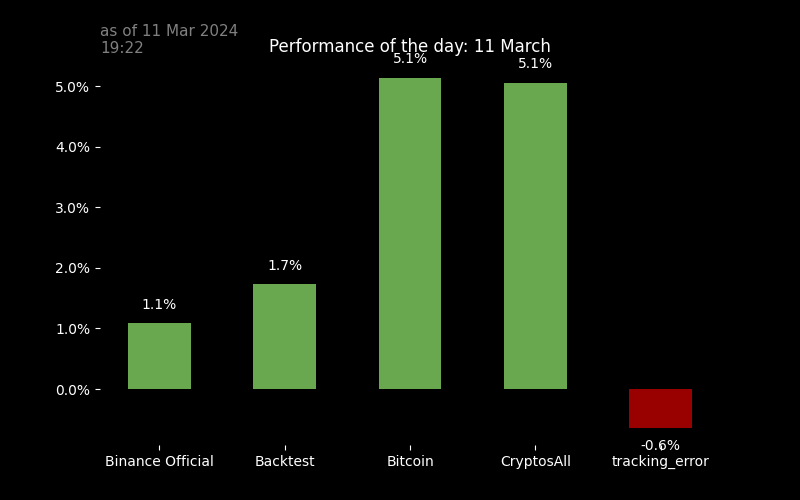 as of 11 Mar 2024
19:22
Performance of the day: 11 March
5.1%
5.1%
5.0%
4.0%
3.0%
2.0%
1.7%
1.1%
1.0%
0.0%
-0.6%
Binance Official
Backtest
Bitcoin
CryptosAll
tracking_error